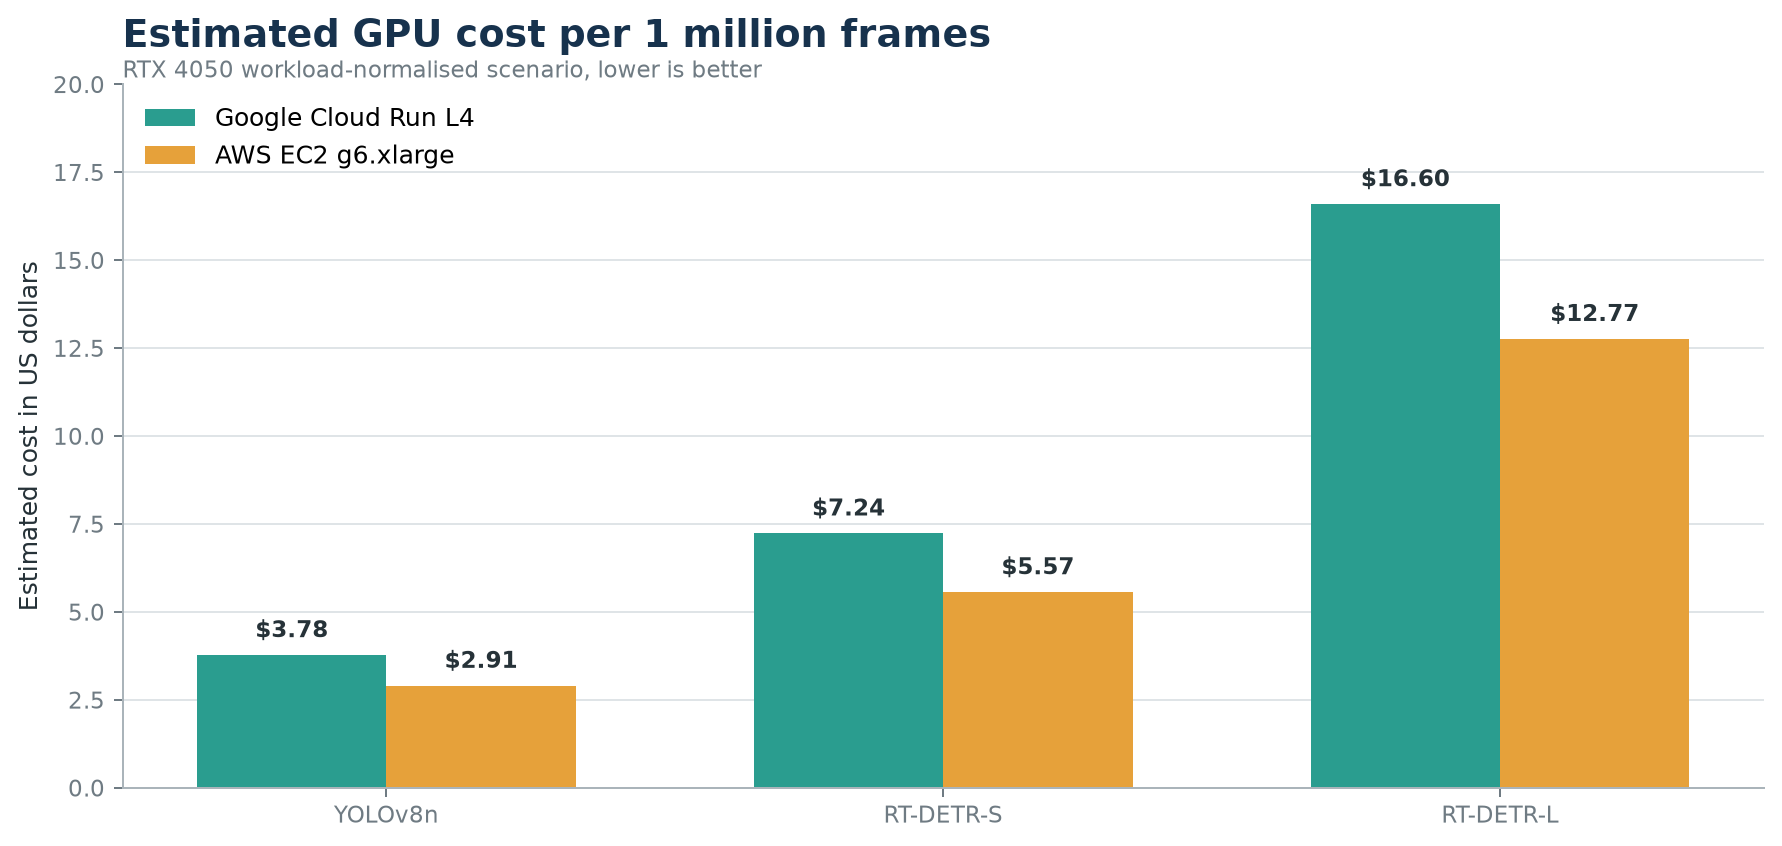 Estimated GPU cost per 1 million frames
RTX 4050 workload-normalised scenario, lower is better
Google Cloud Run L4
AWS EC2 g6.xlarge
Estimated cost in US dollars
20.0
17.5
15.0
12.5
10.0
7.5
5.0
2.5
0.0
$3.78
$2.91
$7.24
$5.57
$16.60
$12.77
YOLOv8n
RT-DETR-S
RT-DETR-L